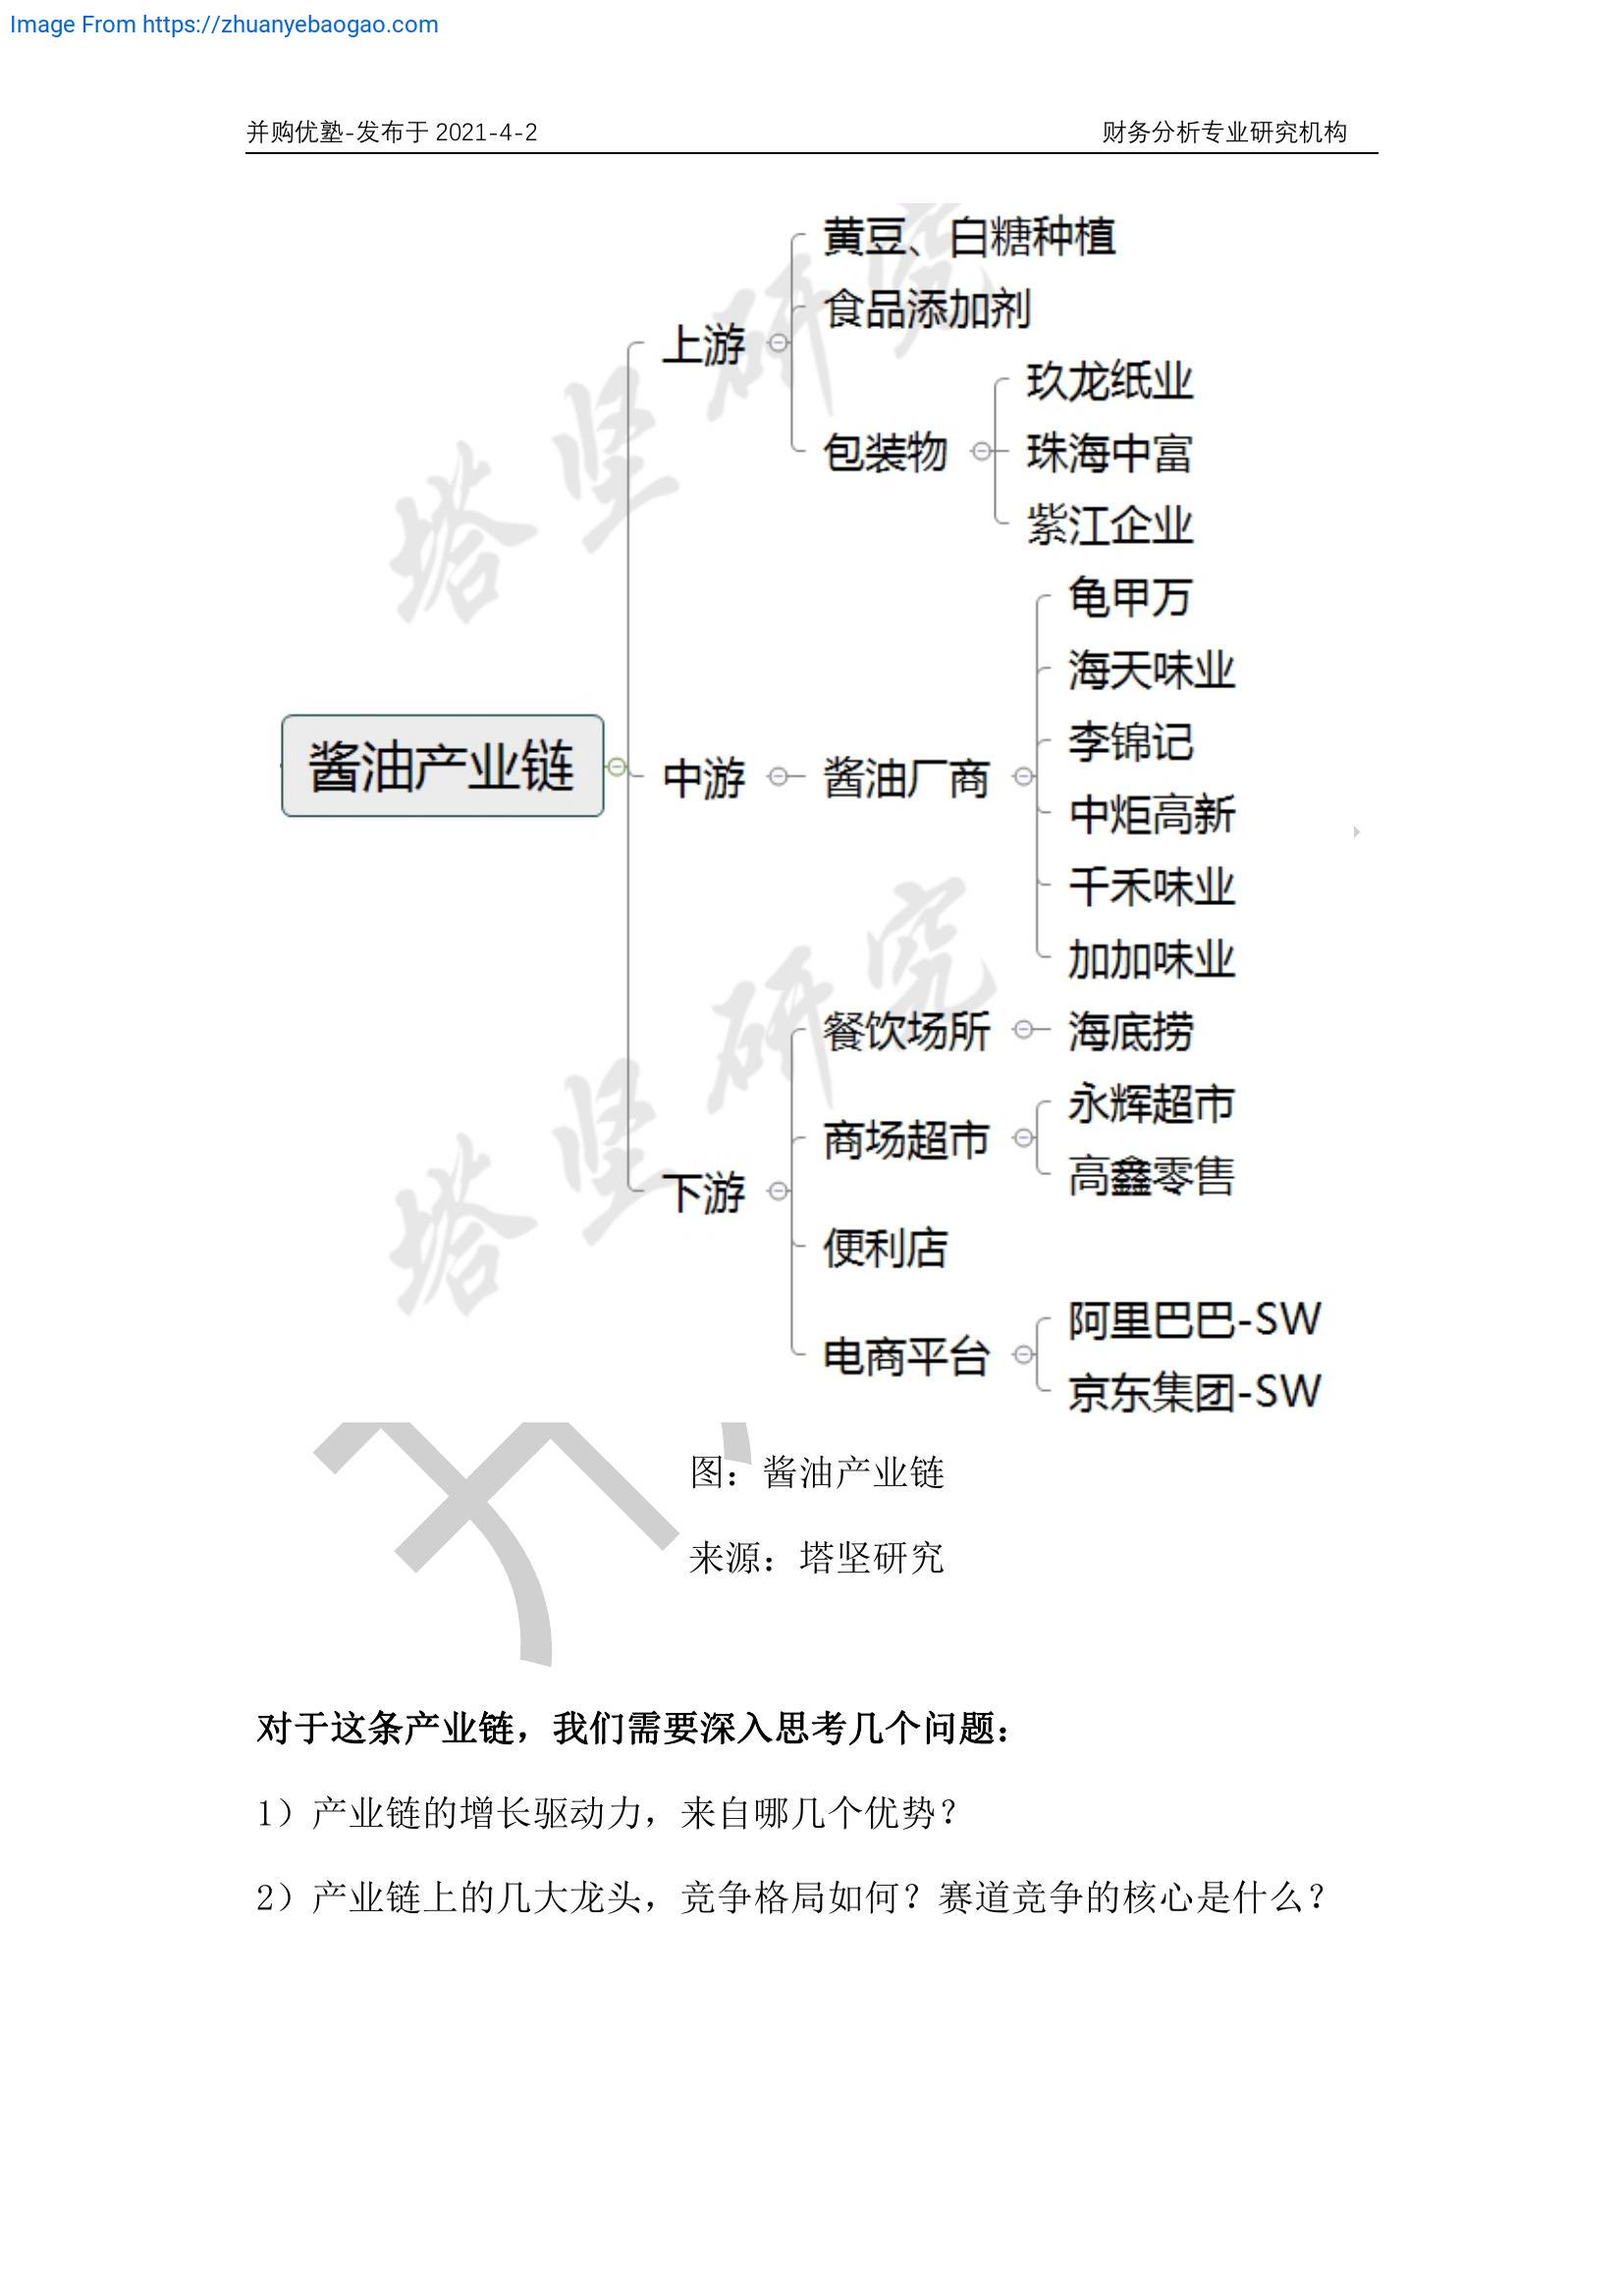 Image From https://zhuanyebaogao.com
并购优塾-发布于 2021-4-2 财务分析专业研究机构
黄豆、白糖种植
食品添加剂
上游
玖龙纸业
包装物
珠海中富
紫江企业
龟甲万
海天味业
李锦记
酱油产业链
中游
酱油厂商
中炬高新
千禾味业
加加味业
餐饮场所
海底捞
永辉超市
商场超市
高鑫零售
下游
便利店
阿里巴巴-SW
电商平台
京东集团-SW
塔坚研究
塔坚研究
图：酱油产业链
来源：塔坚研究
对于这条产业链，我们需要深入思考几个问题：
1）产业链的增长驱动力，来自哪几个优势？
2）产业链上的几大龙头，竞争格局如何？赛道竞争的核心是什么？